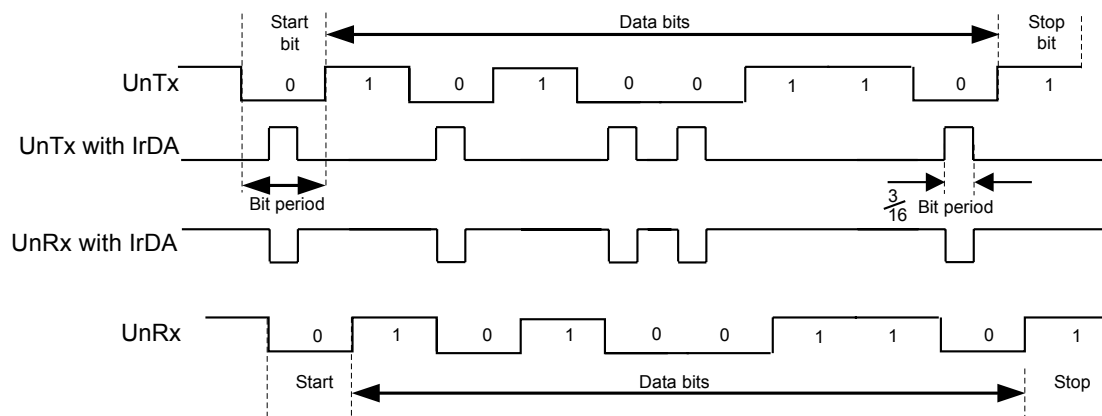 Start
bit
Data bits
Stop
bit
UnTx
0 1 0 1 0 0 1 1 0 1
UnTx with IrDA
Bit period
3/16 Bit period
UnRx with IrDA
UnRx
0 1 0 1 0 0 1 1 0 1
Start
Data bits
Stop